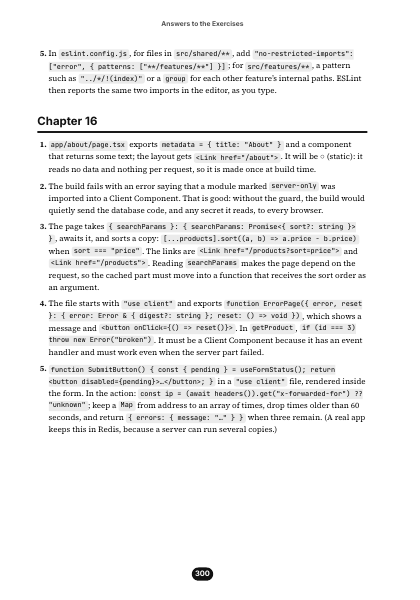 Answers to the Exercises
5. In eslint.config.js, for files in src/shared/**, add "no-restricted-imports":
["error", { patterns: ["**/features/**"] }]; for src/features/**, a pattern
such as "../*/!(index)" or a group for each other feature's internal paths. ESLint
then reports the same two imports in the editor, as you type.
Chapter 16
1. app/about/page.tsx exports metadata = { title: "About" } and a component
that returns some text; the layout gets <Link href="/about">. It will be ○ (static): it
reads no data and nothing per request, so it is made once at build time.
2. The build fails with an error saying that a module marked server-only was
imported into a Client Component. That is good: without the guard, the build would
quietly send the database code, and any secret it reads, to every browser.
3. The page takes { searchParams }: { searchParams: Promise<{ sort?: string }>
}, awaits it, and sorts a copy: [...products].sort((a, b) => a.price - b.price)
when sort === "price". The links are <Link href="/products?sort=price"> and
<Link href="/products">. Reading searchParams makes the page depend on the
request, so the cached part must move into a function that receives the sort order as
an argument.
4. The file starts with "use client" and exports function ErrorPage({ error, reset
}: { error: Error & { digest?: string }; reset: () => void }), which shows a
message and <button onClick={() => reset()}>. In getProduct, if (id === 3)
throw new Error("broken"). It must be a Client Component because it has an event
handler and must work even when the server part failed.
5. function SubmitButton() { const { pending } = useFormStatus(); return
<button disabled={pending}>…</button>; } in a "use client" file, rendered inside
the form. In the action: const ip = (await headers()).get("x-forwarded-for") ??
"unknown"; keep a Map from address to an array of times, drop times older than 60
seconds, and return { errors: { message: "…" } } when three remain. (A real app
keeps this in Redis, because a server can run several copies.)
300